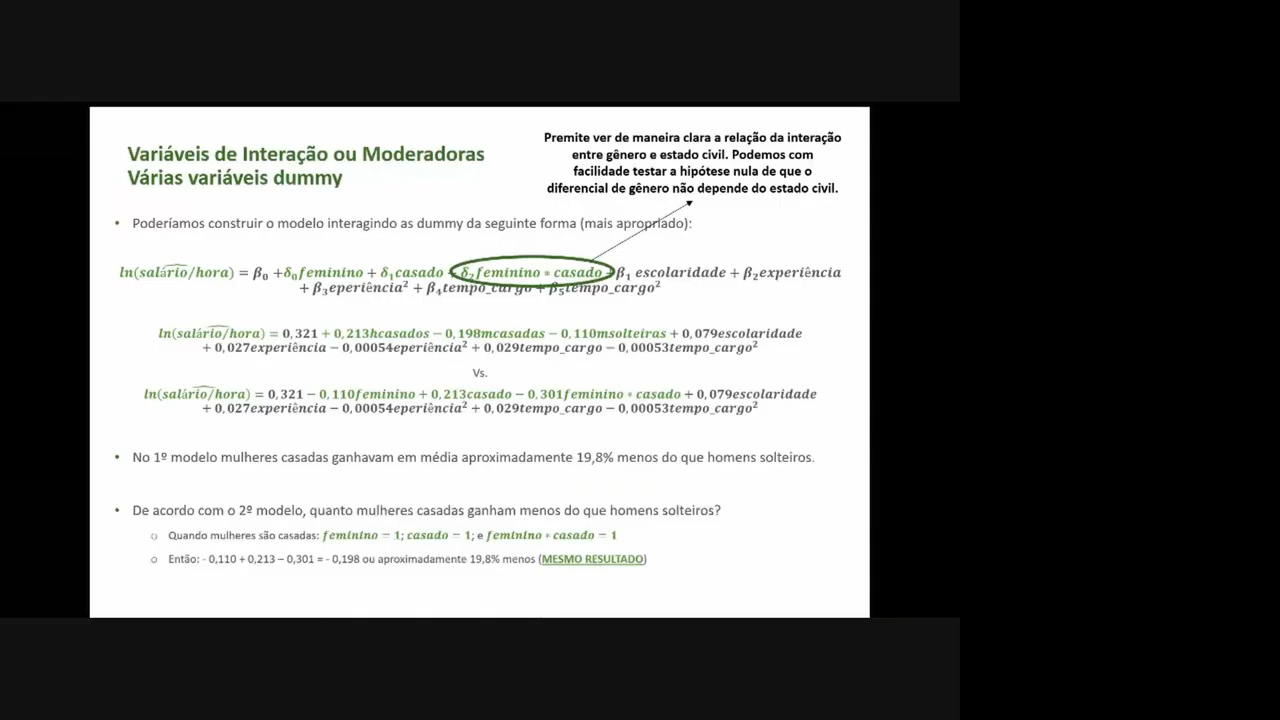 Premite ver de maneira clara a relação da interação
entre gênero e estado civil. Podemos com
facilidade testar a hipótese nula de que o
diferencial de gênero não depende do estado civil.
Variáveis de Interação ou Moderadoras
Várias variáveis dummy
• Poderíamos construir o modelo interagindo as dummy da seguinte forma (mais apropriado):
ln(salário/hora) = β₀ +δ₀feminino + δ₁casado + δ₂feminino * casado +β₁ escolaridade + β₂experiência
+ β₃eperiência² + β₄tempo_cargo + β₅tempo_cargo²
ln(salário/hora) = 0,321 + 0,213hcasados − 0,198mcasadas − 0,110msolteiras + 0,079escolaridade
+ 0,027experiência − 0,00054eperiência² + 0,029tempo_cargo − 0,00053tempo_cargo²
Vs.
ln(salário/hora) = 0,321 − 0,110feminino + 0,213casado − 0,301feminino * casado + 0,079escolaridade
+ 0,027experiência − 0,00054eperiência² + 0,029tempo_cargo − 0,00053tempo_cargo²
• No 1º modelo mulheres casadas ganhavam em média aproximadamente 19,8% menos do que homens solteiros.
• De acordo com o 2º modelo, quanto mulheres casadas ganham menos do que homens solteiros?
○ Quando mulheres são casadas: feminino = 1; casado = 1; e feminino * casado = 1
○ Então: - 0,110 + 0,213 – 0,301 = - 0,198 ou aproximadamente 19,8% menos (MESMO RESULTADO)